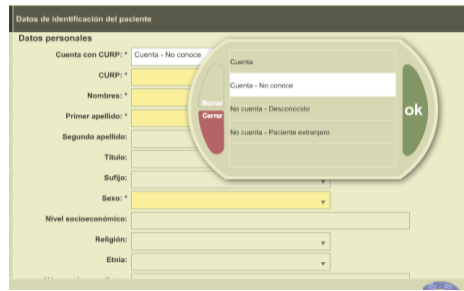 Datos de identificación del paciente
Datos personales
Cuenta con CURP: * Cuenta - No conoce
CURP: *
Nombres: *
Primer apellido: *
Segundo apellido:
Título:
Sufijo:
Sexo: *
Nivel socioeconómico:
Religión:
Etnia:
Cuenta
Cuenta - No conoce
No cuenta - Desconocido
No cuenta - Paciente extranjero
Borrar
Cerrar
ok